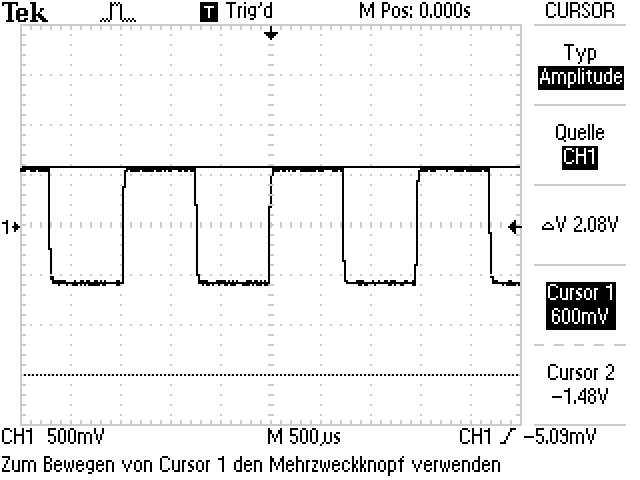 Tek
T Trig'd
M Pos: 0.000s
CURSOR
Typ
Amplitude
Quelle
CH1
1
△V 2.08V
Cursor 1
600mV
Cursor 2
-1.48V
CH1 500mV
M 500µs
CH1 -5.09mV
Zum Bewegen von Cursor 1 den Mehrzweckknopf verwenden